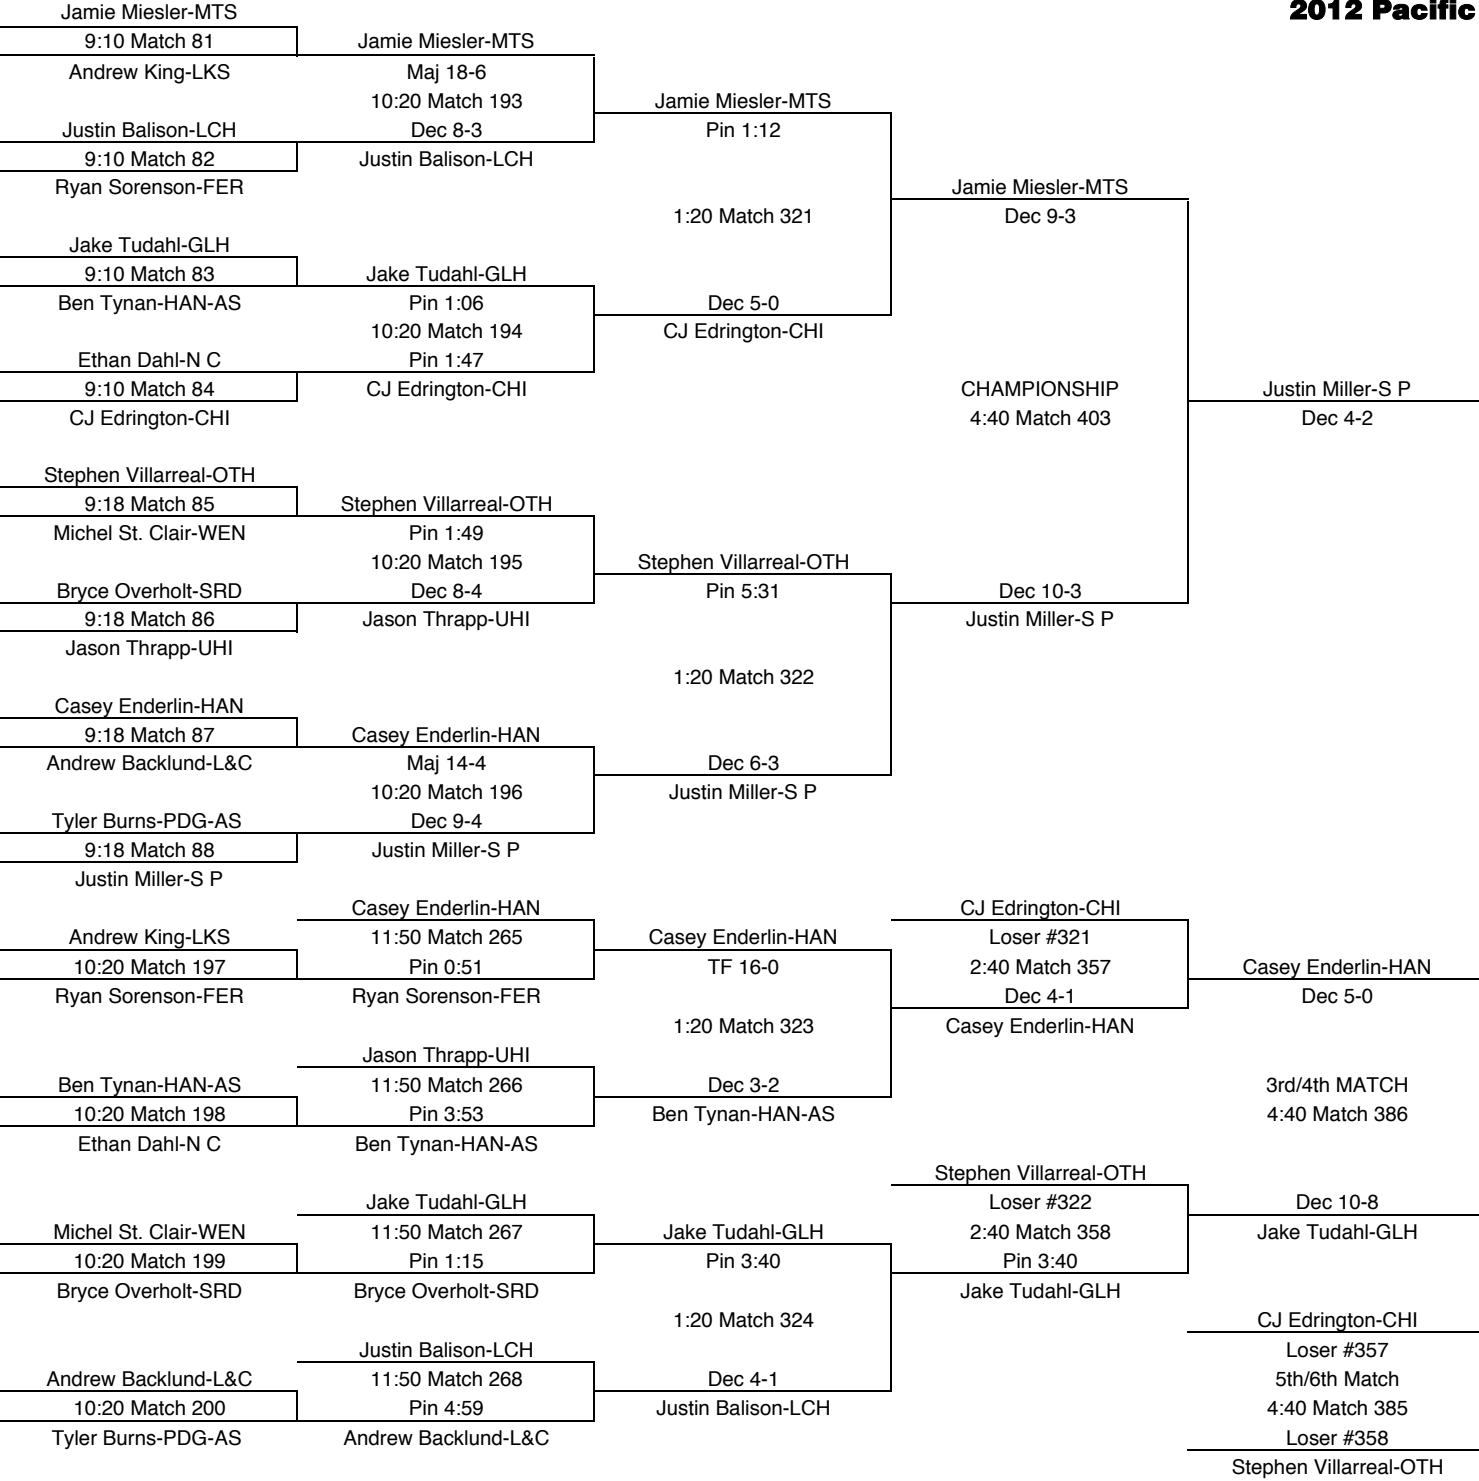 2012 Pacific
Jamie Miesler-MTS
9:10 Match 81
Andrew King-LKS
Justin Balison-LCH
9:10 Match 82
Ryan Sorenson-FER
Jake Tudahl-GLH
9:10 Match 83
Ben Tynan-HAN-AS
Ethan Dahl-N C
9:10 Match 84
CJ Edrington-CHI
Stephen Villarreal-OTH
9:18 Match 85
Michel St. Clair-WEN
Bryce Overholt-SRD
9:18 Match 86
Jason Thrapp-UHI
Casey Enderlin-HAN
9:18 Match 87
Andrew Backlund-L&C
Tyler Burns-PDG-AS
9:18 Match 88
Justin Miller-S P
Jamie Miesler-MTS
Maj 18-6
10:20 Match 193
Dec 8-3
Justin Balison-LCH
Jake Tudahl-GLH
Pin 1:06
10:20 Match 194
Pin 1:47
CJ Edrington-CHI
Stephen Villarreal-OTH
Pin 1:49
10:20 Match 195
Dec 8-4
Jason Thrapp-UHI
Casey Enderlin-HAN
Maj 14-4
10:20 Match 196
Dec 9-4
Justin Miller-S P
Jamie Miesler-MTS
Pin 1:12
1:20 Match 321
Dec 5-0
CJ Edrington-CHI
Stephen Villarreal-OTH
Pin 5:31
1:20 Match 322
Dec 6-3
Justin Miller-S P
Jamie Miesler-MTS
Dec 9-3
CHAMPIONSHIP
4:40 Match 403
Dec 10-3
Justin Miller-S P
Justin Miller-S P
Dec 4-2
Andrew King-LKS
10:20 Match 197
Ryan Sorenson-FER
Ben Tynan-HAN-AS
10:20 Match 198
Ethan Dahl-N C
Michel St. Clair-WEN
10:20 Match 199
Bryce Overholt-SRD
Andrew Backlund-L&C
10:20 Match 200
Tyler Burns-PDG-AS
Casey Enderlin-HAN
11:50 Match 265
Pin 0:51
Ryan Sorenson-FER
Jason Thrapp-UHI
11:50 Match 266
Pin 3:53
Ben Tynan-HAN-AS
Jake Tudahl-GLH
11:50 Match 267
Pin 1:15
Bryce Overholt-SRD
Justin Balison-LCH
11:50 Match 268
Pin 4:59
Andrew Backlund-L&C
Casey Enderlin-HAN
TF 16-0
1:20 Match 323
Dec 3-2
Ben Tynan-HAN-AS
Jake Tudahl-GLH
Pin 3:40
1:20 Match 324
Dec 4-1
Justin Balison-LCH
CJ Edrington-CHI
Loser #321
2:40 Match 357
Dec 4-1
Casey Enderlin-HAN
Stephen Villarreal-OTH
Loser #322
2:40 Match 358
Pin 3:40
Jake Tudahl-GLH
Casey Enderlin-HAN
Dec 5-0
3rd/4th MATCH
4:40 Match 386
Dec 10-8
Jake Tudahl-GLH
CJ Edrington-CHI
Loser #357
5th/6th Match
4:40 Match 385
Loser #358
Stephen Villarreal-OTH